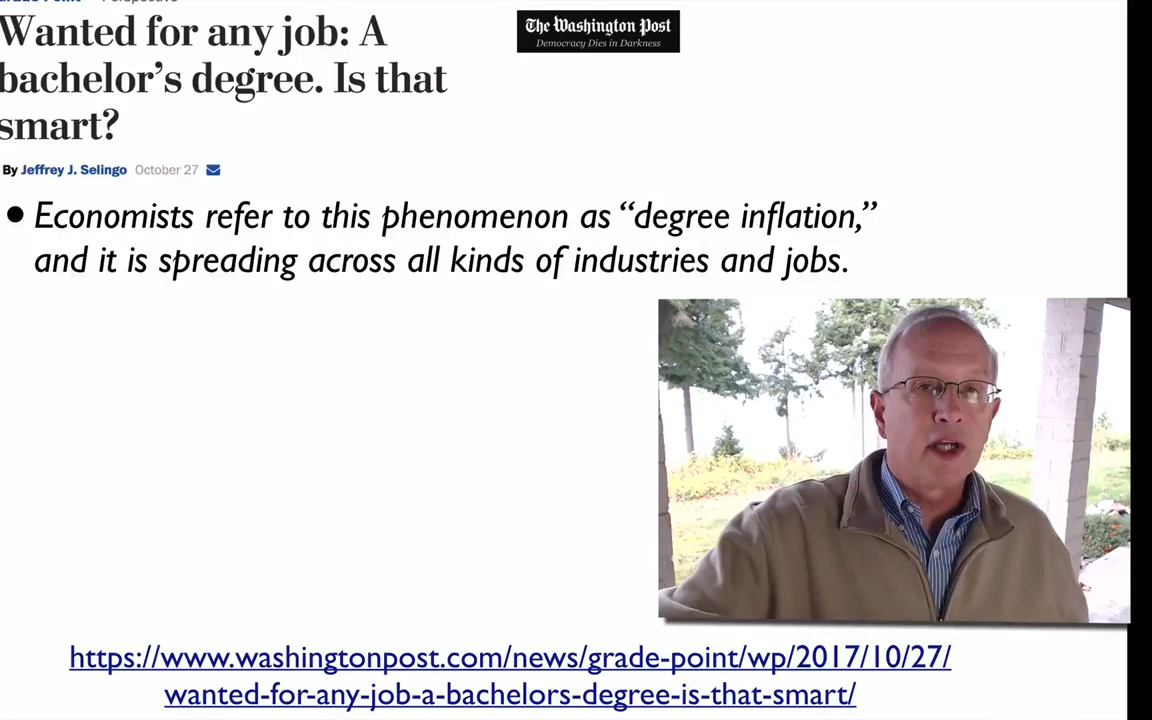 Wanted for any job: A
bachelor's degree. Is that
smart?
The Washington Post
Democracy Dies in Darkness
By Jeffrey J. Selingo October 27
• Economists refer to this phenomenon as “degree inflation,”
and it is spreading across all kinds of industries and jobs.
https://www.washingtonpost.com/news/grade-point/wp/2017/10/27/
wanted-for-any-job-a-bachelors-degree-is-that-smart/